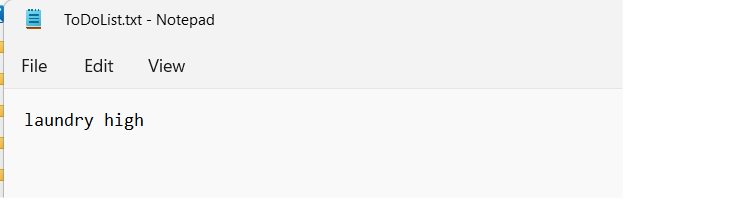 ToDoList.txt - Notepad
File Edit View
laundry high